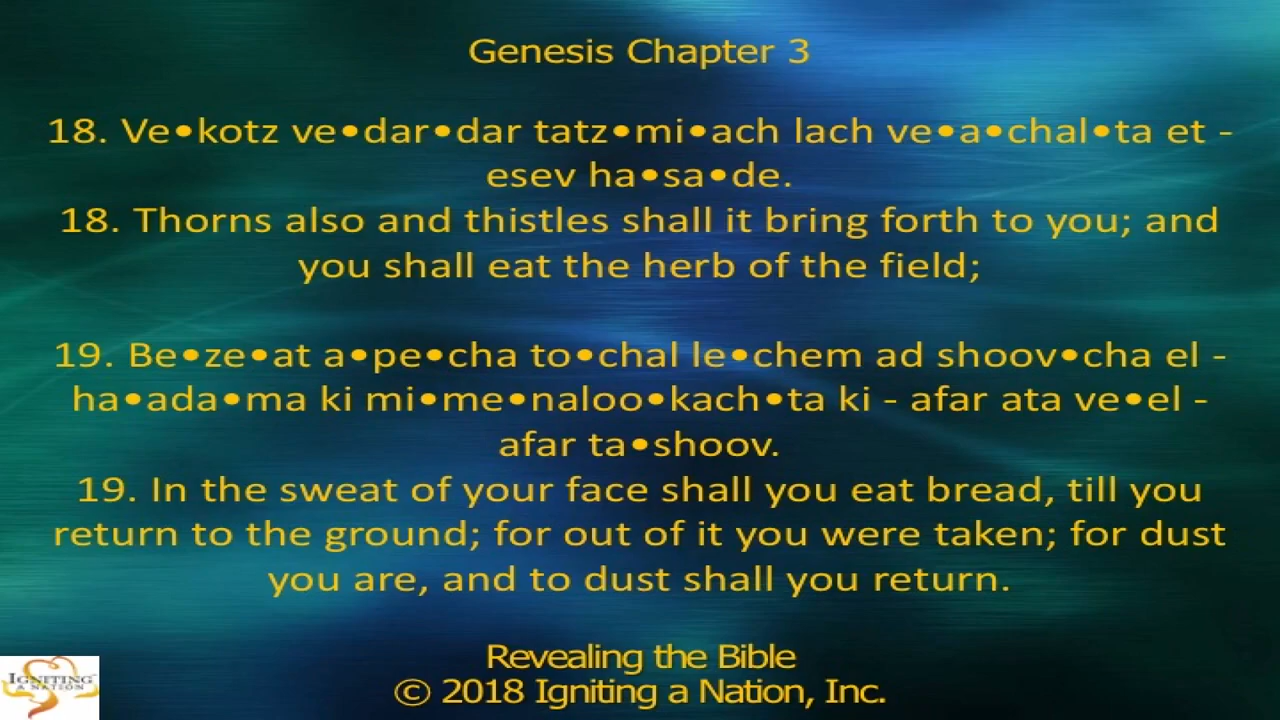 Genesis Chapter 3
18. Ve•kotz ve•dar•dar tatz•mi•ach lach ve•a•chal•ta et -
esev ha•sa•de.
18. Thorns also and thistles shall it bring forth to you; and
you shall eat the herb of the field;
19. Be•ze•at a•pe•cha to•chal le•chem ad shoov•cha el -
ha•ada•ma ki mi•me•naloo•kach•ta ki - afar ata ve•el -
afar ta•shoov.
19. In the sweat of your face shall you eat bread, till you
return to the ground; for out of it you were taken; for dust
you are, and to dust shall you return.
Revealing the Bible
© 2018 Igniting a Nation, Inc.
IGNITING
A NATION